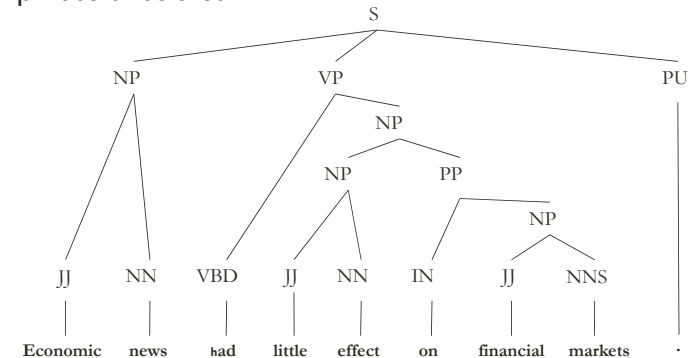 S
NP VP PU
NP
NP PP
NP
JJ NN VBD JJ NN IN JJ NNS
Economic news had little effect on financial markets .